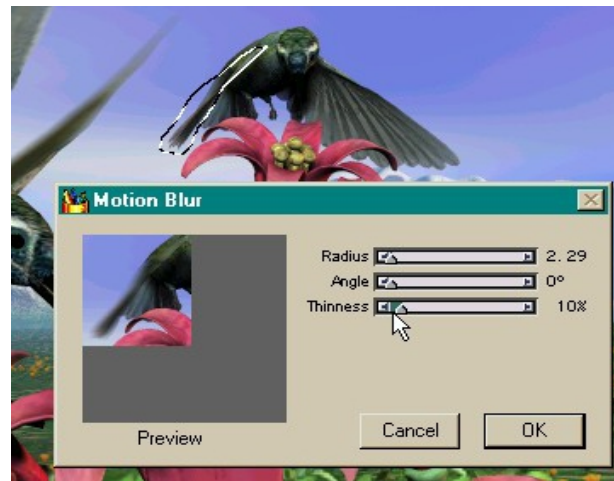 Motion Blur
Radius 2.29
Angle 0°
Thinness 10%
Preview
Cancel
OK